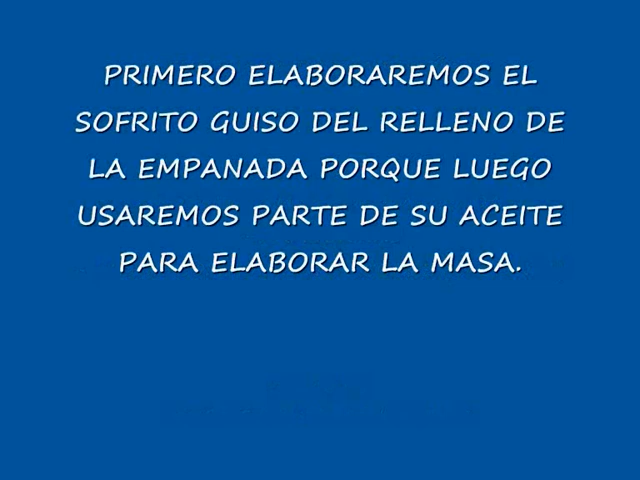 PRIMERO ELABORAREMOS EL
SOFRITO GUISO DEL RELLENO DE
LA EMPANADA PORQUE LUEGO
USAREMOS PARTE DE SU ACEITE
PARA ELABORAR LA MASA.